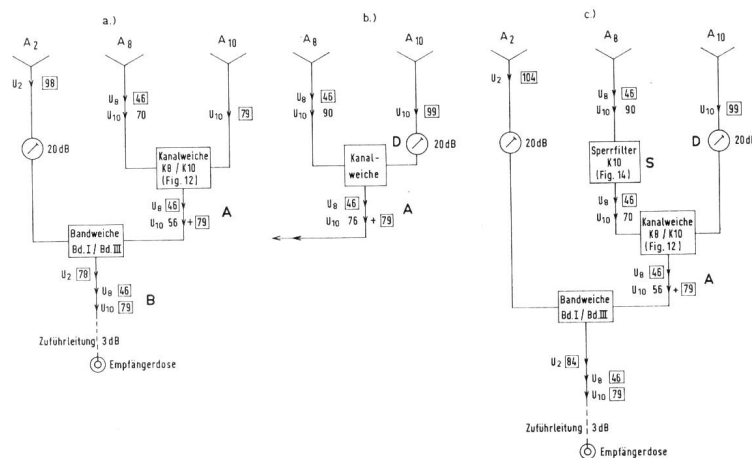 a.)
A2
A8
A10
U2 98
U8 46
U10 70
U10 79
20dB
Kanalweiche
K8 / K10
(Fig. 12)
U8 46
U10 56 + 79
A
Bandweiche
Bd.I / Bd.III
U2 78
U8 46
U10 79
B
Zuführleitung 3dB
Empfängerdose
b.)
A8
A10
U8 46
U10 90
U10 99
D
20dB
Kanal-
weiche
U8 46
U10 76 + 79
A
c.)
A2
A8
A10
U2 104
U8 46
U10 90
U10 99
20dB
D
20dB
Sperrfilter
K10
(Fig. 14)
S
U8 46
U10 70
Kanalweiche
K8 / K10
(Fig. 12)
U8 46
U10 56 + 79
A
Bandweiche
Bd.I / Bd.III
U2 84
U8 46
U10 79
Zuführleitung 3dB
Empfängerdose